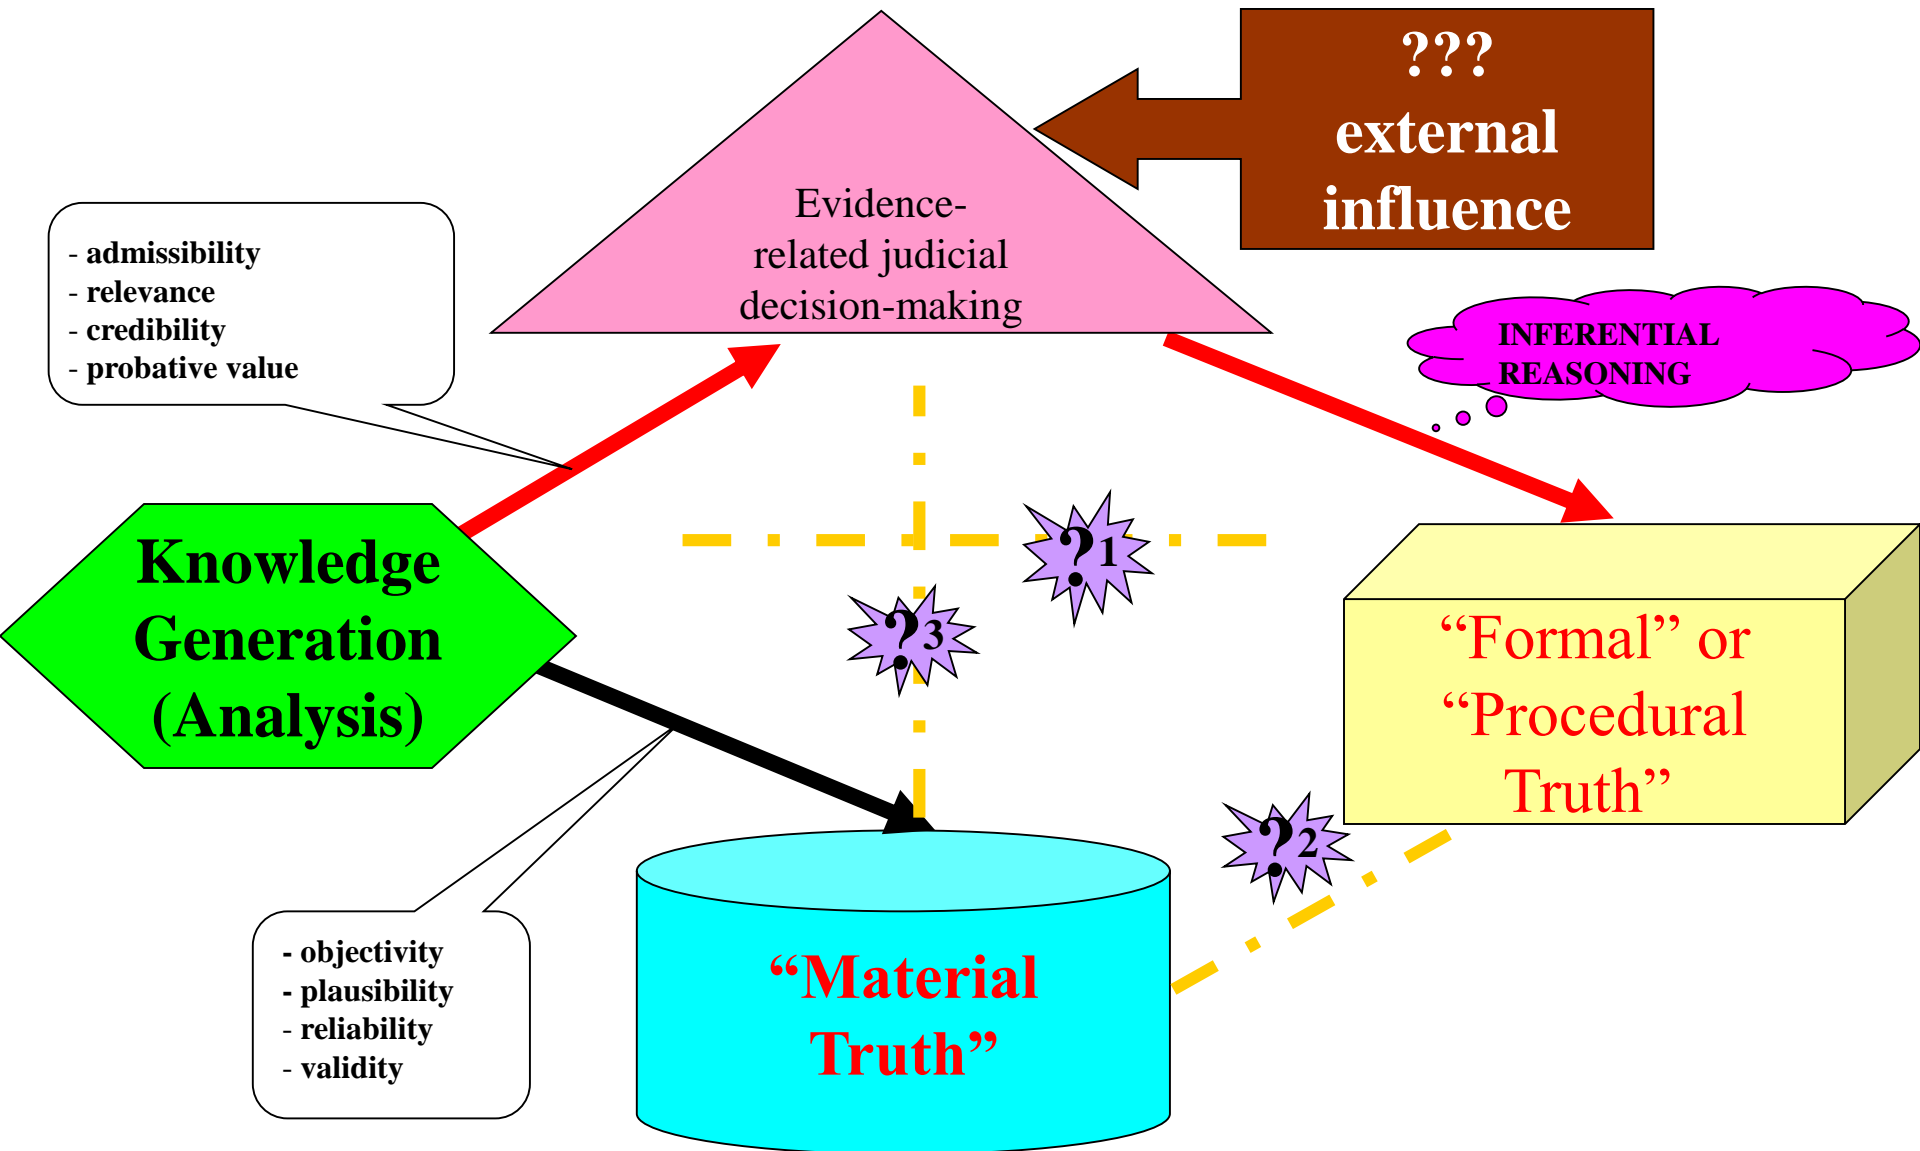 ???
external
influence
Evidence-
related judicial
decision-making
- admissibility
- relevance
- credibility
- probative value
INFERENTIAL
REASONING
Knowledge
Generation
(Analysis)
?1
?3
“Formal” or
“Procedural
Truth”
?2
- objectivity
- plausibility
- reliability
- validity
“Material
Truth”